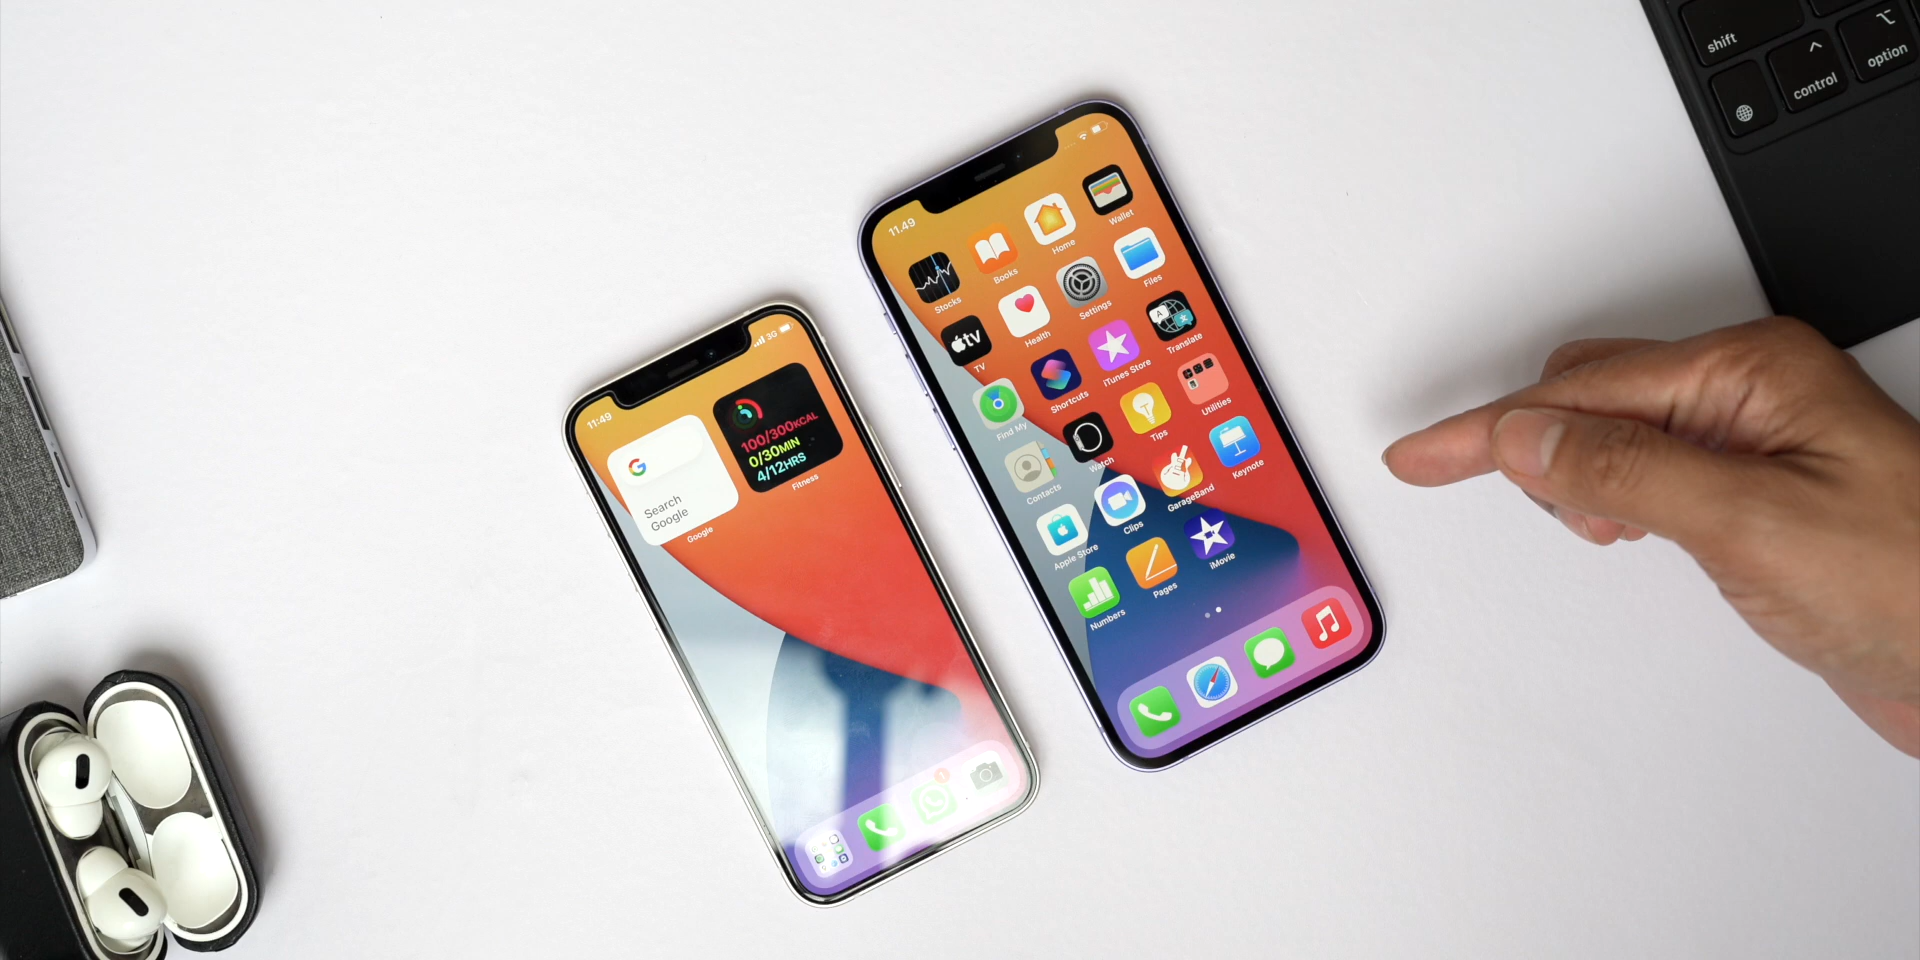 shift
control
option
11:49
3G
Search
Google
Google
100/300KCAL
0/30MIN
4/12HRS
Fitness
1
11.49
Stocks
Books
Home
Wallet
tv
TV
Health
Settings
Files
Find My
Shortcuts
iTunes Store
Translate
Contacts
Watch
Tips
Utilities
Apple Store
Clips
GarageBand
Keynote
Numbers
Pages
iMovie